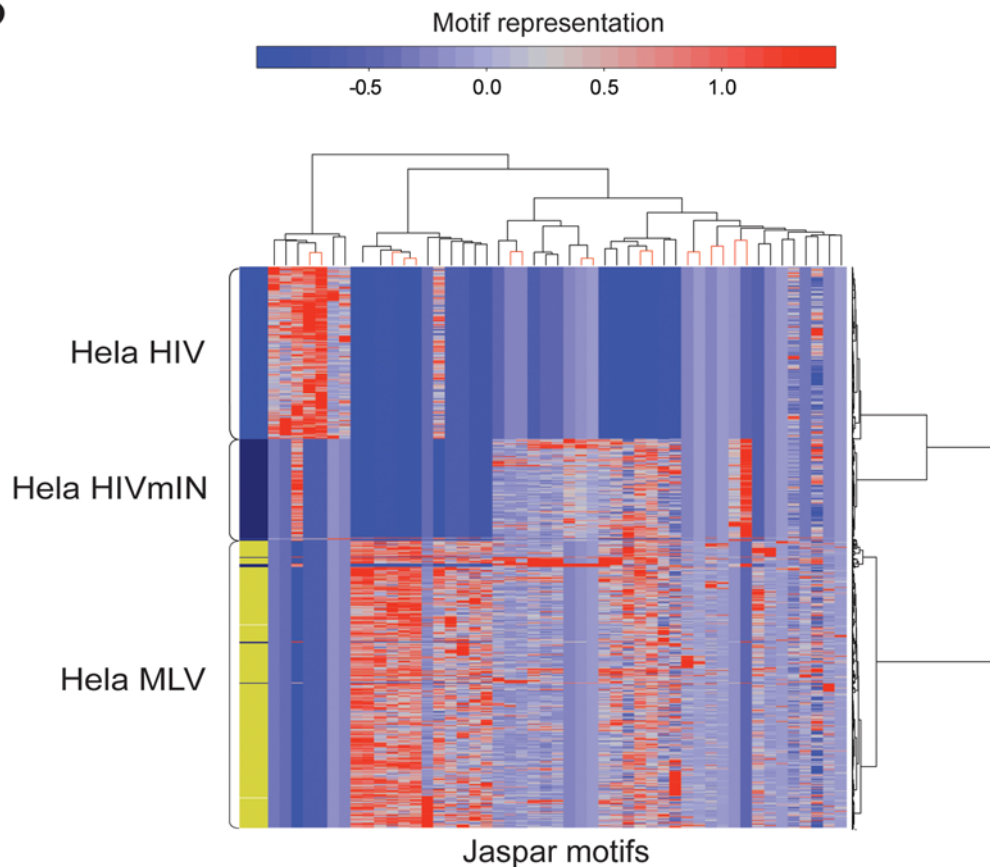 Motif representation
-0.5 0.0 0.5 1.0
Hela HIV
Hela HIVmIN
Hela MLV
Jaspar motifs